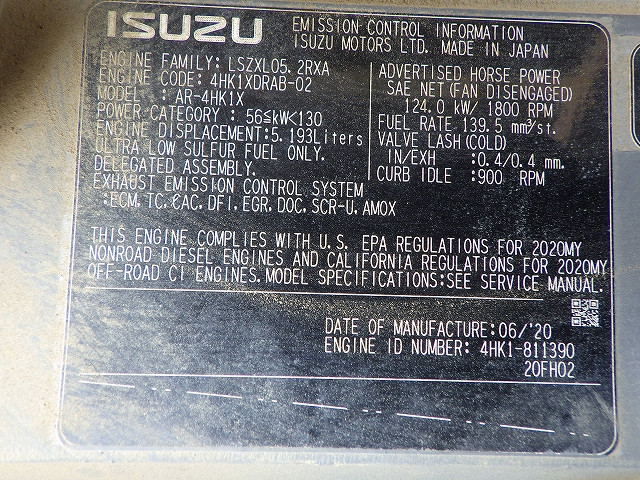 ISUZU
EMISSION CONTROL INFORMATION
ISUZU MOTORS LTD. MADE IN JAPAN
ENGINE FAMILY: LSZXL05.2RXA
ENGINE CODE: 4HK1XDRAB-02
MODEL : AR-4HK1X
POWER CATEGORY : 56≦kW<130
ENGINE DISPLACEMENT:5.193Liters
ULTRA LOW SULFUR FUEL ONLY.
DELEGATED ASSEMBLY.
EXHAUST EMISSION CONTROL SYSTEM
:ECM,TC,CAC,DFI,EGR,DOC,SCR-U,AMOX
ADVERTISED HORSE POWER
SAE NET(FAN DISENGAGED)
124.0 kW/ 1800 RPM
FUEL RATE 139.5 mm³/st.
VALVE LASH(COLD)
IN/EXH :0.4/0.4 mm.
CURB IDLE :900 RPM
THIS ENGINE COMPLIES WITH U.S. EPA REGULATIONS FOR 2020MY
NONROAD DIESEL ENGINES AND CALIFORNIA REGULATIONS FOR 2020MY
OFF-ROAD CI ENGINES.MODEL SPECIFICATIONS:SEE SERVICE MANUAL.
DATE OF MANUFACTURE:06/'20
ENGINE ID NUMBER: 4HK1-811390
20FH02